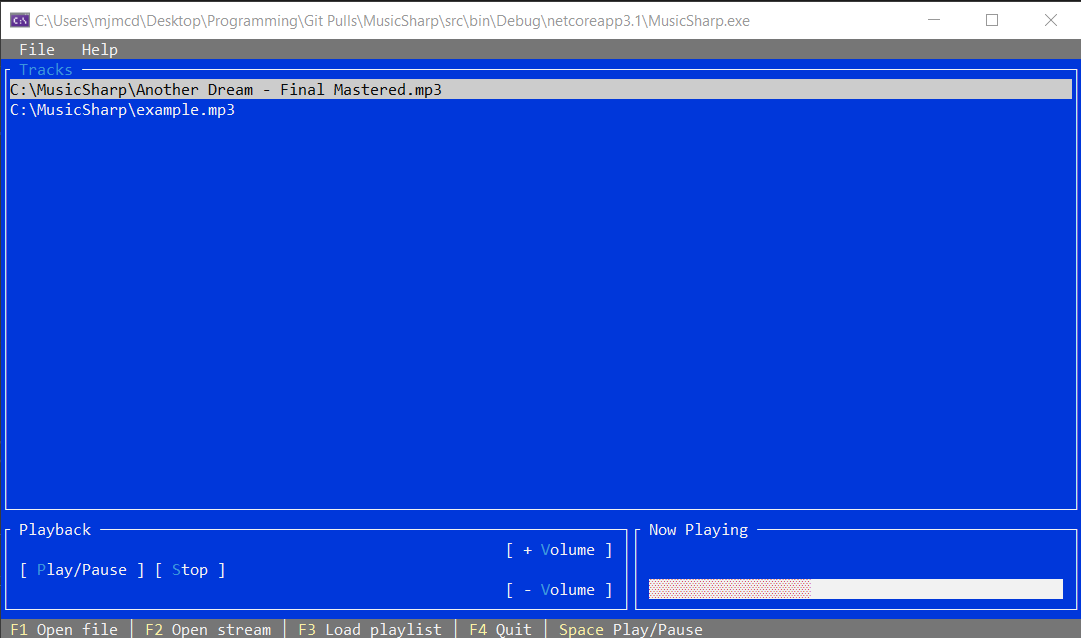 C:\Users\mjmcd\Desktop\Programming\Git Pulls\MusicSharp\src\bin\Debug\netcoreapp3.1\MusicSharp.exe
File Help
Tracks
C:\MusicSharp\Another Dream - Final Mastered.mp3
C:\MusicSharp\example.mp3
Playback
[ + Volume ]
[ Play/Pause ] [ Stop ]
[ - Volume ]
Now Playing
F1 Open file │ F2 Open stream │ F3 Load playlist │ F4 Quit │ Space Play/Pause